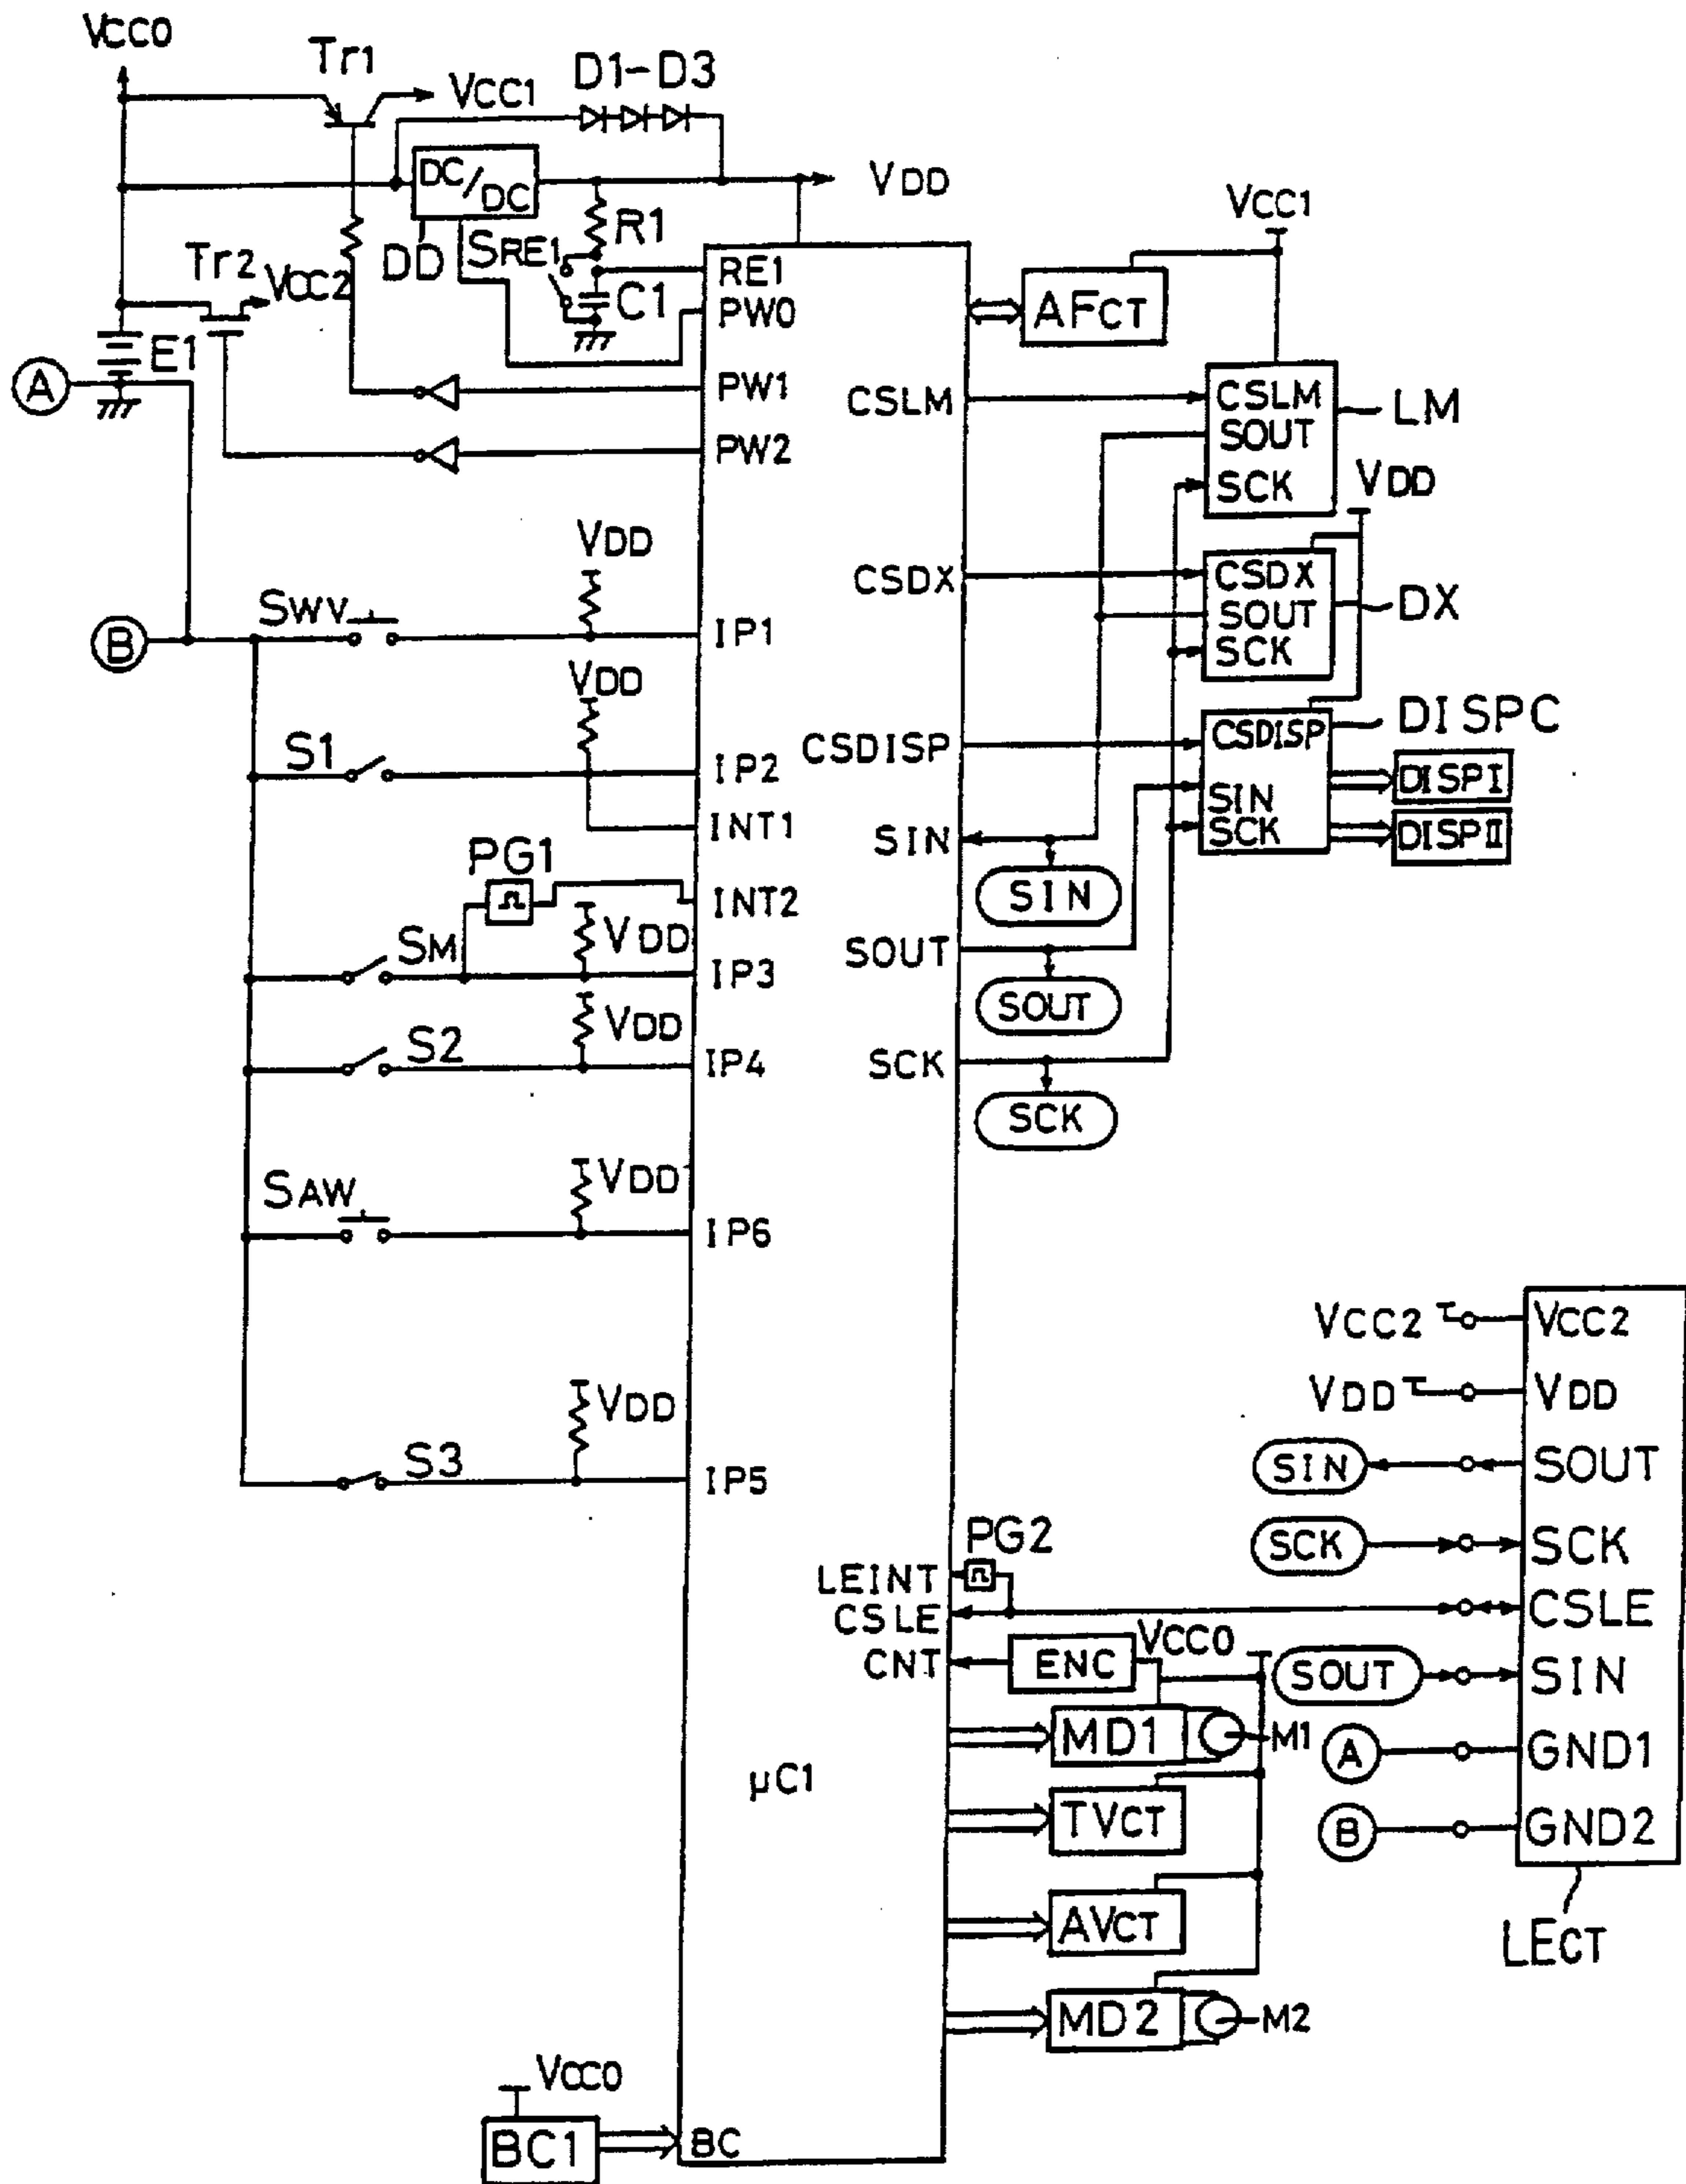 VCC0
Tr1
VCC1
D1-D3
DC/DC
VDD
R1
DD
SRE1
C1
Tr2
VCC2
E1
A
RE1
PW0
PW1
PW2
VCC1
AFCT
CSLM
CSLM
SOUT
SCK
LM
VDD
VDD
SWV
B
IP1
CSDX
CSDX
SOUT
SCK
DX
VDD
S1
IP2
INT1
CSDISP
CSDISP
SIN
SCK
DISPC
DISPI
DISPII
SIN
SIN
PG1
INT2
VDD
SM
IP3
SOUT
SOUT
VDD
S2
IP4
SCK
SCK
SAW
VDD
IP6
VDD
S3
IP5
VCC2
VCC2
VDD
VDD
SIN
SOUT
SCK
SCK
PG2
LEINT
CSLE
CSLE
CNT
ENC
VCC0
SOUT
SIN
MD1
M1
A
GND1
µC1
TVCT
B
GND2
AVCT
LECT
MD2
M2
VCC0
BC1
BC